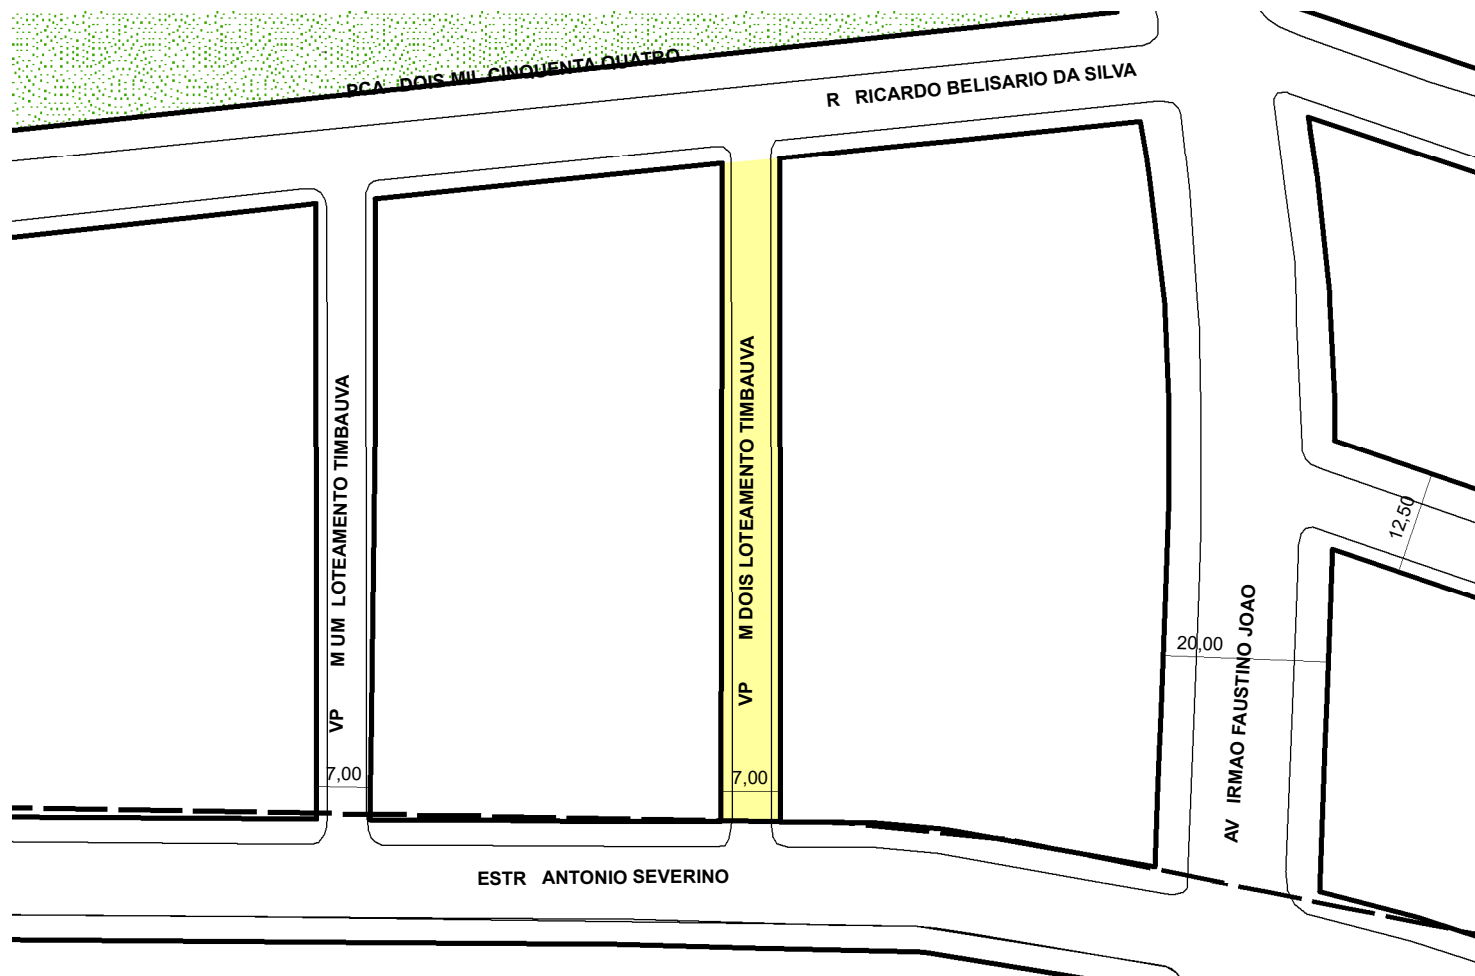 PCA DOIS MIL CINQUENTA QUATRO
R RICARDO BELISARIO DA SILVA
VP M UM LOTEAMENTO TIMBAUVA
VP M DOIS LOTEAMENTO TIMBAUVA
12,50
20,00
AV IRMAO FAUSTINO JOAO
7,00
7,00
ESTR ANTONIO SEVERINO